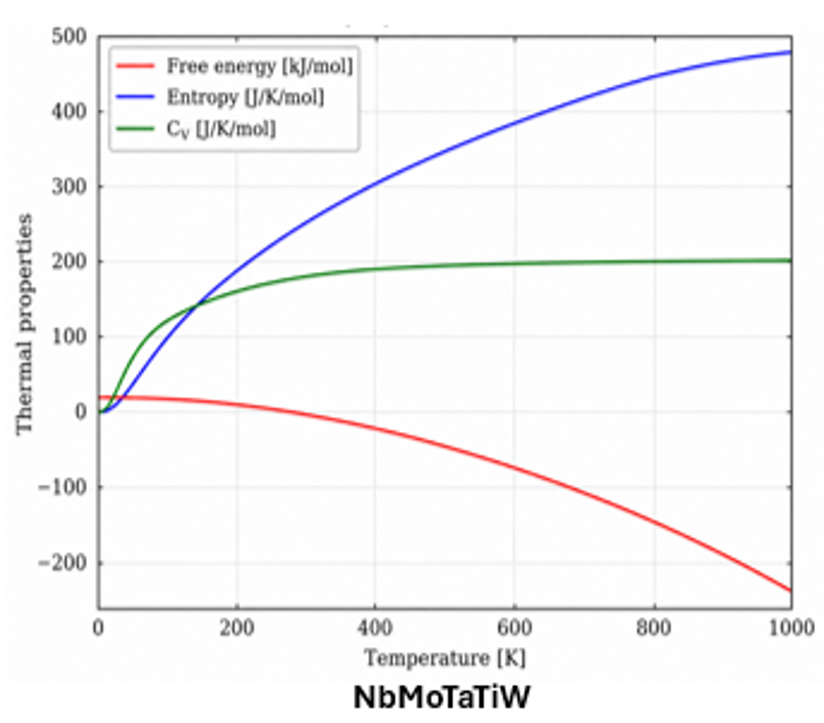 500
400
300
200
100
0
−100
−200
Thermal properties
Free energy [kJ/mol]
Entropy [J/K/mol]
CV [J/K/mol]
0 200 400 600 800 1000
Temperature [K]
NbMoTaTiW